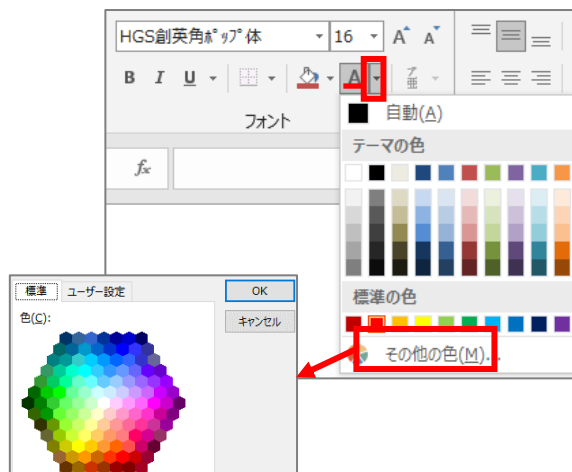 HGS創英角ﾎﾟｯﾌﾟ体 16 A A
B I U A ア亜
フォント
fx
自動(A)
テーマの色
標準の色
その他の色(M)...
標準 ユーザー設定 OK
色(C): キャンセル